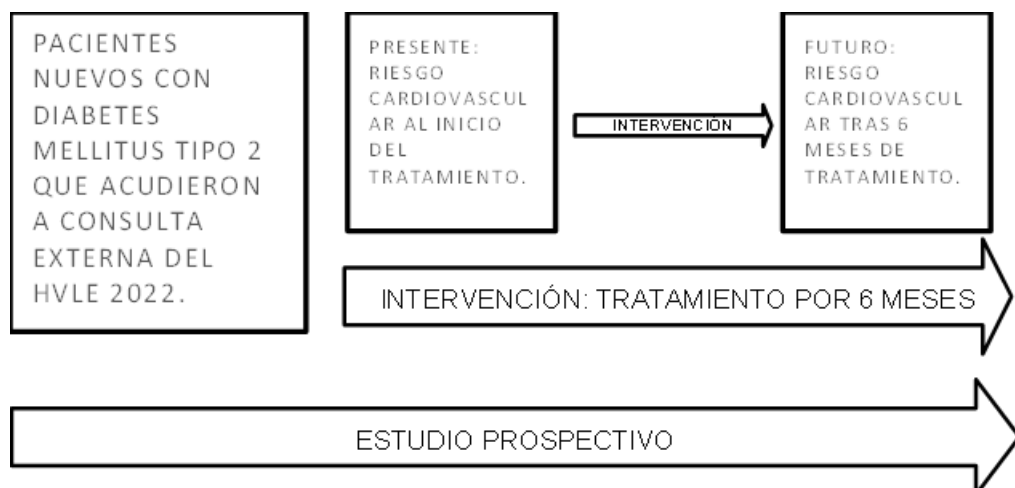 PACIENTES
NUEVOS CON
DIABETES
MELLITUS TIPO 2
QUE ACUDIERON
A CONSULTA
EXTERNA DEL
HVLE 2022.
PRESENTE:
RIESGO
CARDIOVASCUL
AR AL INICIO
DEL
TRATAMIENTO.
INTERVENCIÓN
FUTURO:
RIESGO
CARDIOVASCUL
AR TRAS 6
MESES DE
TRATAMIENTO.
INTERVENCIÓN: TRATAMIENTO POR 6 MESES
ESTUDIO PROSPECTIVO